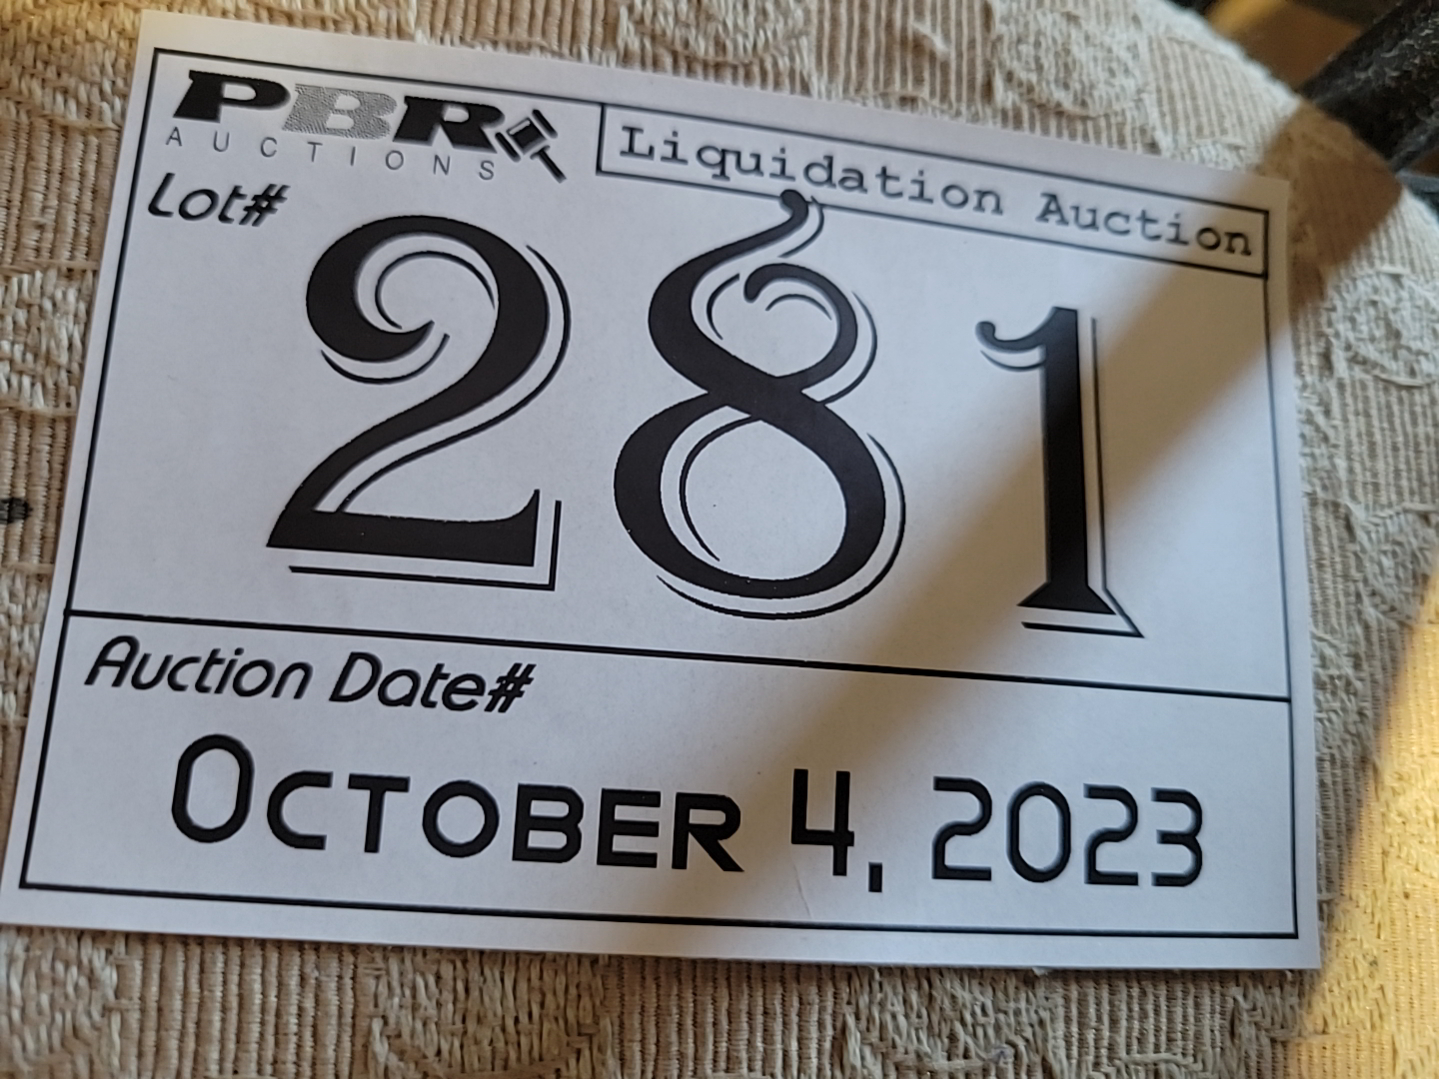 PBR
AUCTIONS
Liquidation Auction
Lot#
281
Auction Date#
OCTOBER 4, 2023